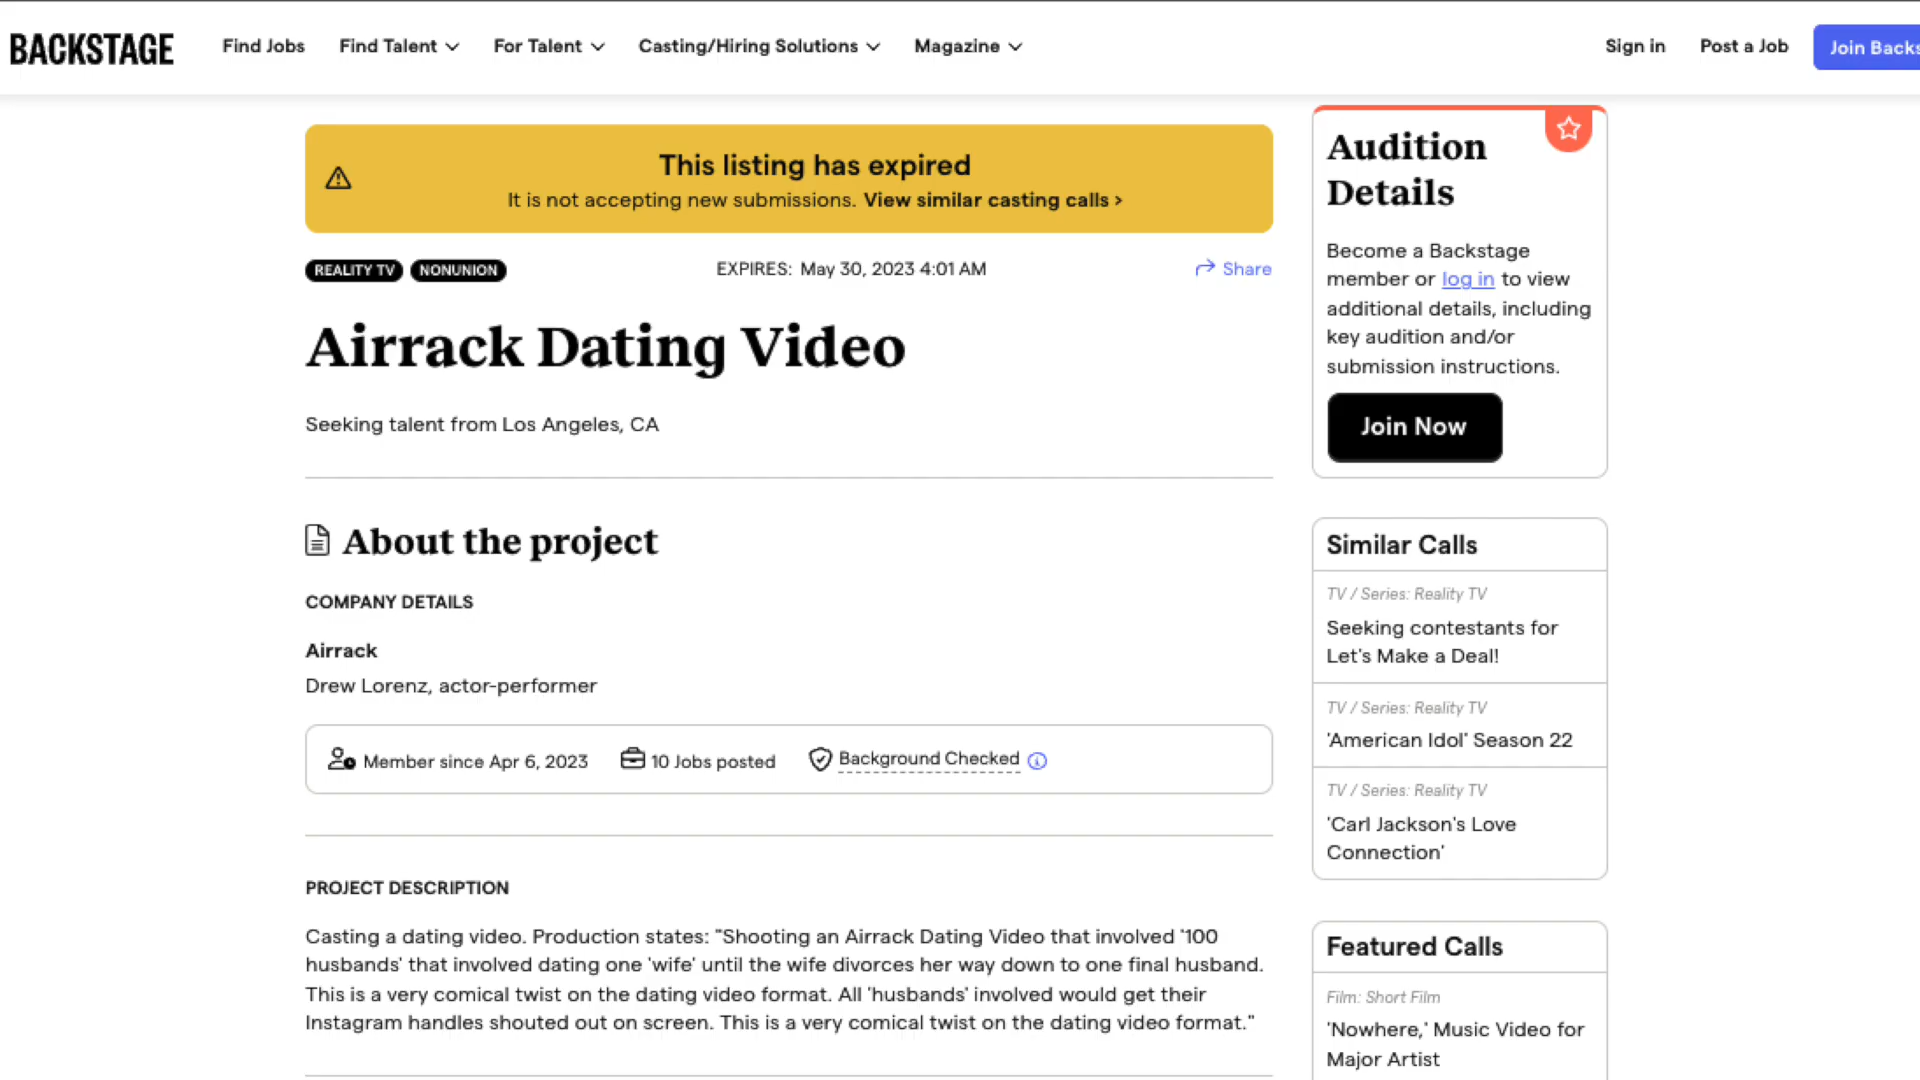 BACKSTAGE
Find Jobs
Find Talent
For Talent
Casting/Hiring Solutions
Magazine
Sign in
Post a Job
Join Backs
This listing has expired
It is not accepting new submissions. View similar casting calls >
REALITY TV
NONUNION
EXPIRES: May 30, 2023 4:01 AM
Share
Airrack Dating Video
Seeking talent from Los Angeles, CA
About the project
COMPANY DETAILS
Airrack
Drew Lorenz, actor-performer
Member since Apr 6, 2023
10 Jobs posted
Background Checked
PROJECT DESCRIPTION
Casting a dating video. Production states: "Shooting an Airrack Dating Video that involved '100
husbands' that involved dating one 'wife' until the wife divorces her way down to one final husband.
This is a very comical twist on the dating video format. All 'husbands' involved would get their
Instagram handles shouted out on screen. This is a very comical twist on the dating video format."
Audition
Details
Become a Backstage
member or log in to view
additional details, including
key audition and/or
submission instructions.
Join Now
Similar Calls
TV / Series: Reality TV
Seeking contestants for
Let's Make a Deal!
TV / Series: Reality TV
'American Idol' Season 22
TV / Series: Reality TV
'Carl Jackson's Love
Connection'
Featured Calls
Film: Short Film
'Nowhere,' Music Video for
Major Artist